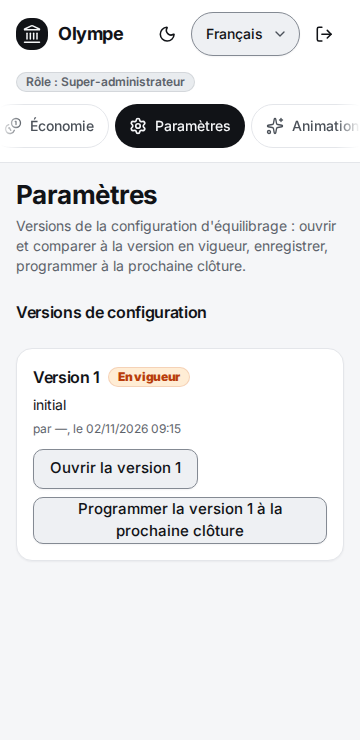 Olympe
Français
Rôle : Super-administrateur
Économie
Paramètres
Animation
Paramètres
Versions de la configuration d'équilibrage : ouvrir
et comparer à la version en vigueur, enregistrer,
programmer à la prochaine clôture.
Versions de configuration
Version 1
En vigueur
initial
par —, le 02/11/2026 09:15
Ouvrir la version 1
Programmer la version 1 à la
prochaine clôture